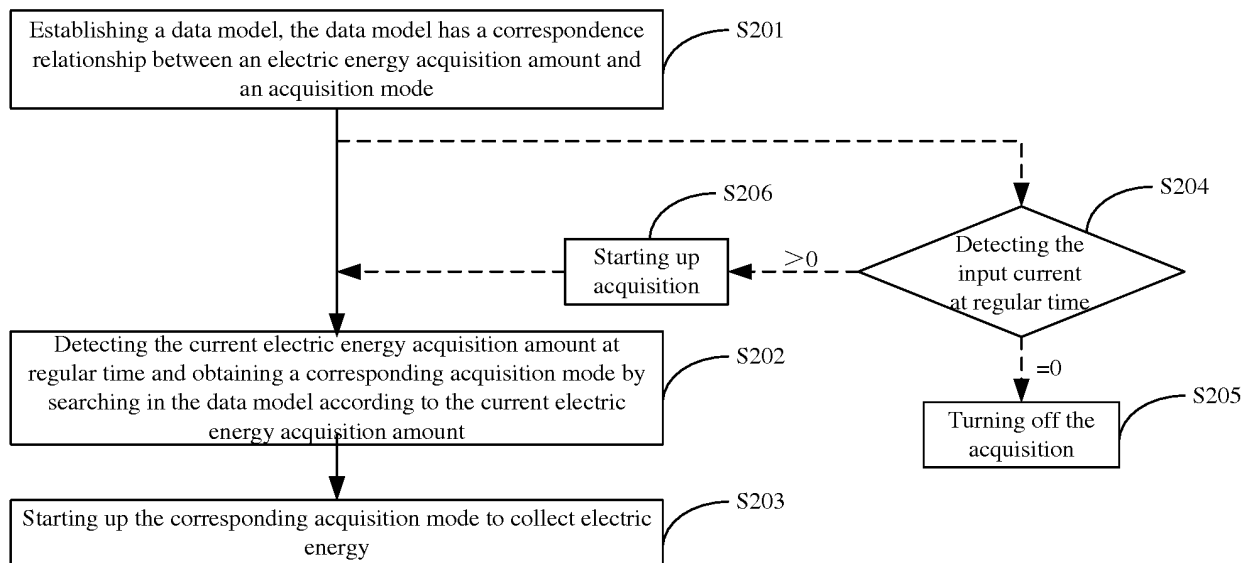 Establishing a data model, the data model has a correspondence
relationship between an electric energy acquisition amount and
an acquisition mode
S201
S206
S204
Starting up
acquisition
>0
Detecting the
input current
at regular time
Detecting the current electric energy acquisition amount at
regular time and obtaining a corresponding acquisition mode by
searching in the data model according to the current electric
energy acquisition amount
S202
=0
Turning off the
acquisition
S205
Starting up the corresponding acquisition mode to collect electric
energy
S203